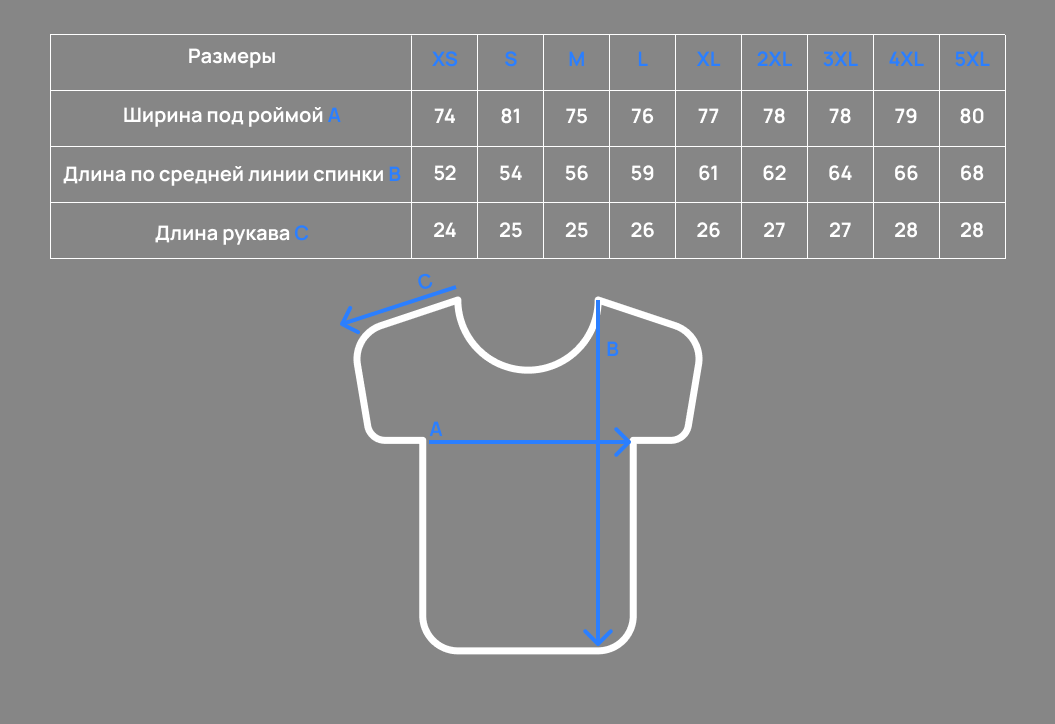 Размеры XS S M L XL 2XL 3XL 4XL 5XL
Ширина под роймой A 74 81 75 76 77 78 78 79 80
Длина по средней линии спинки B 52 54 56 59 61 62 64 66 68
Длина рукава C 24 25 25 26 26 27 27 28 28
C
B
A